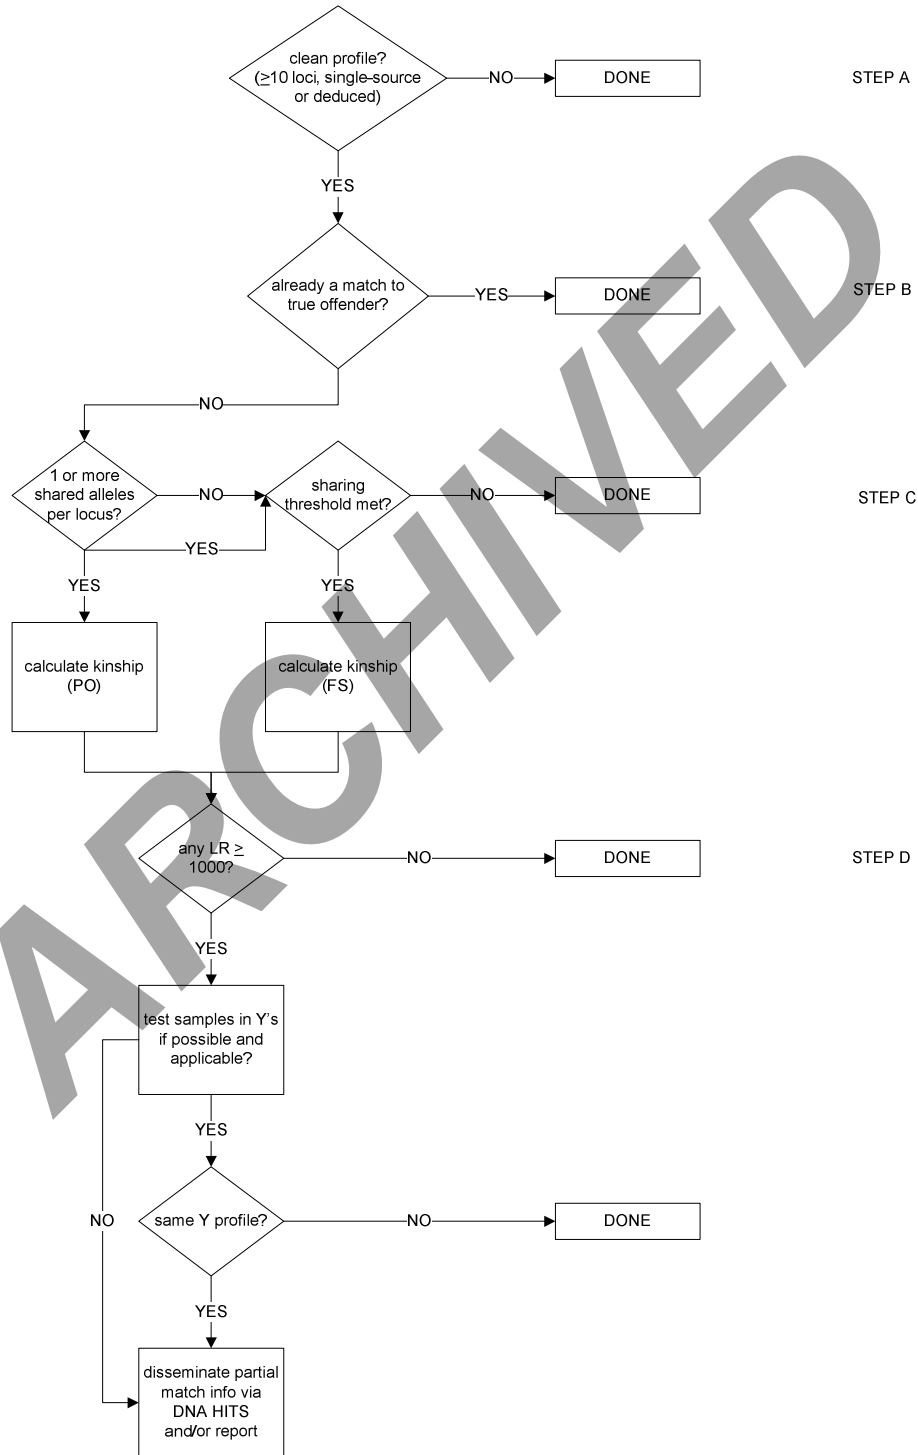 clean profile?
(≥10 loci, single-source
or deduced)
NO
DONE
STEP A
YES
already a match to
true offender?
YES
DONE
STEP B
NO
1 or more
shared alleles
per locus?
NO
sharing
threshold met?
NO
DONE
STEP C
YES
YES
YES
calculate kinship
(PO)
calculate kinship
(FS)
any LR ≥
1000?
NO
DONE
STEP D
YES
test samples in Y's
if possible and
applicable?
YES
NO
same Y profile?
NO
DONE
YES
disseminate partial
match info via
DNA HITS
and/or report
ARCHIVED